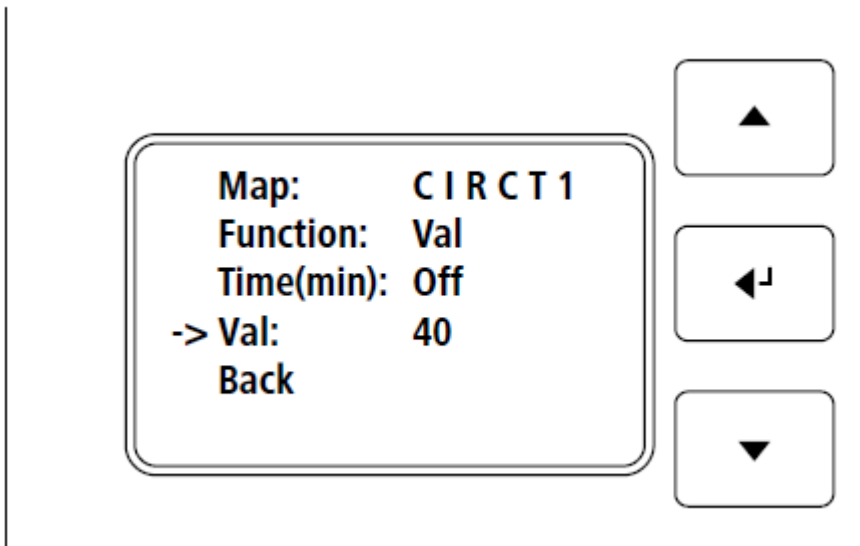 Map: C I R C T 1
Function: Val
Time(min): Off
-> Val: 40
Back